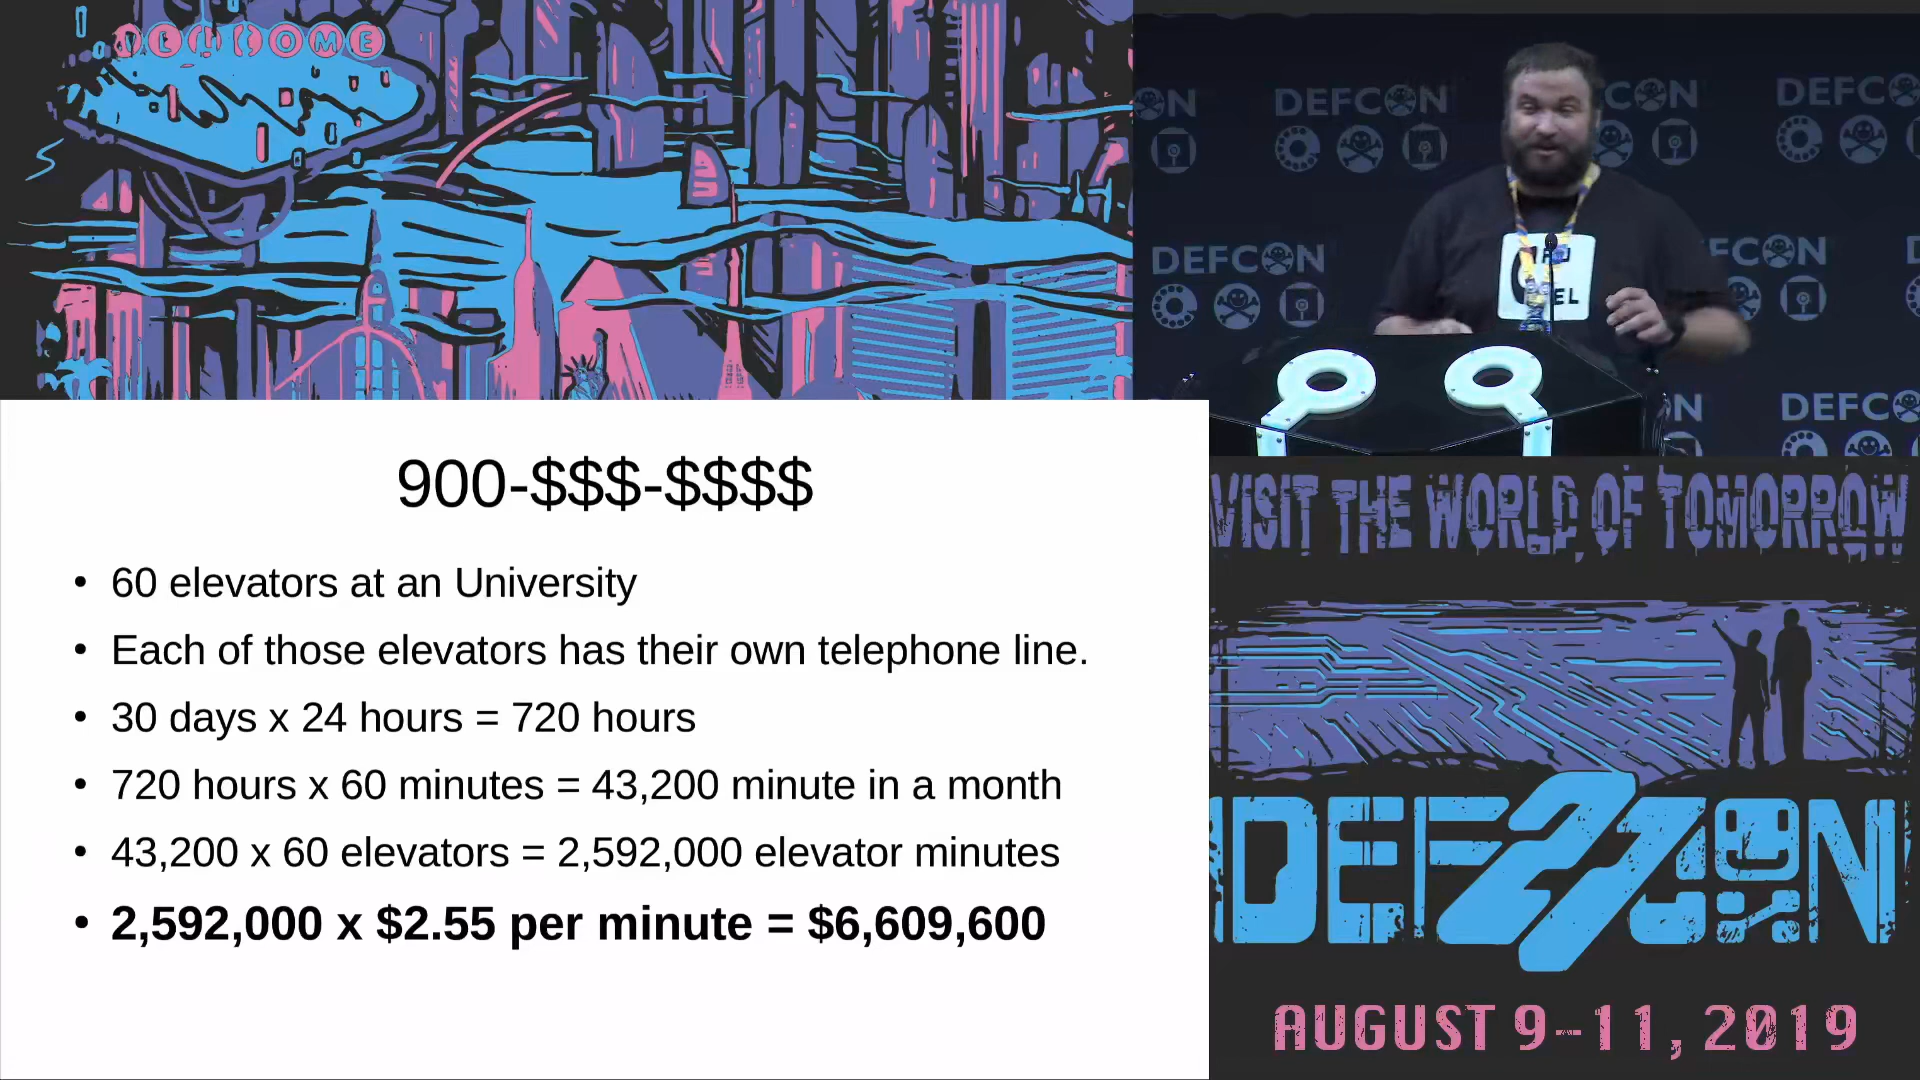 WELCOME
DEFCON
DEFCON
DEFCON
DEFCON
DEFC
EL
900-$$$-$$$$
• 60 elevators at an University
• Each of those elevators has their own telephone line.
• 30 days x 24 hours = 720 hours
• 720 hours x 60 minutes = 43,200 minute in a month
• 43,200 x 60 elevators = 2,592,000 elevator minutes
• 2,592,000 x $2.55 per minute = $6,609,600
VISIT THE WORLD OF TOMORROW
DEF CON
27
AUGUST 9-11, 2019